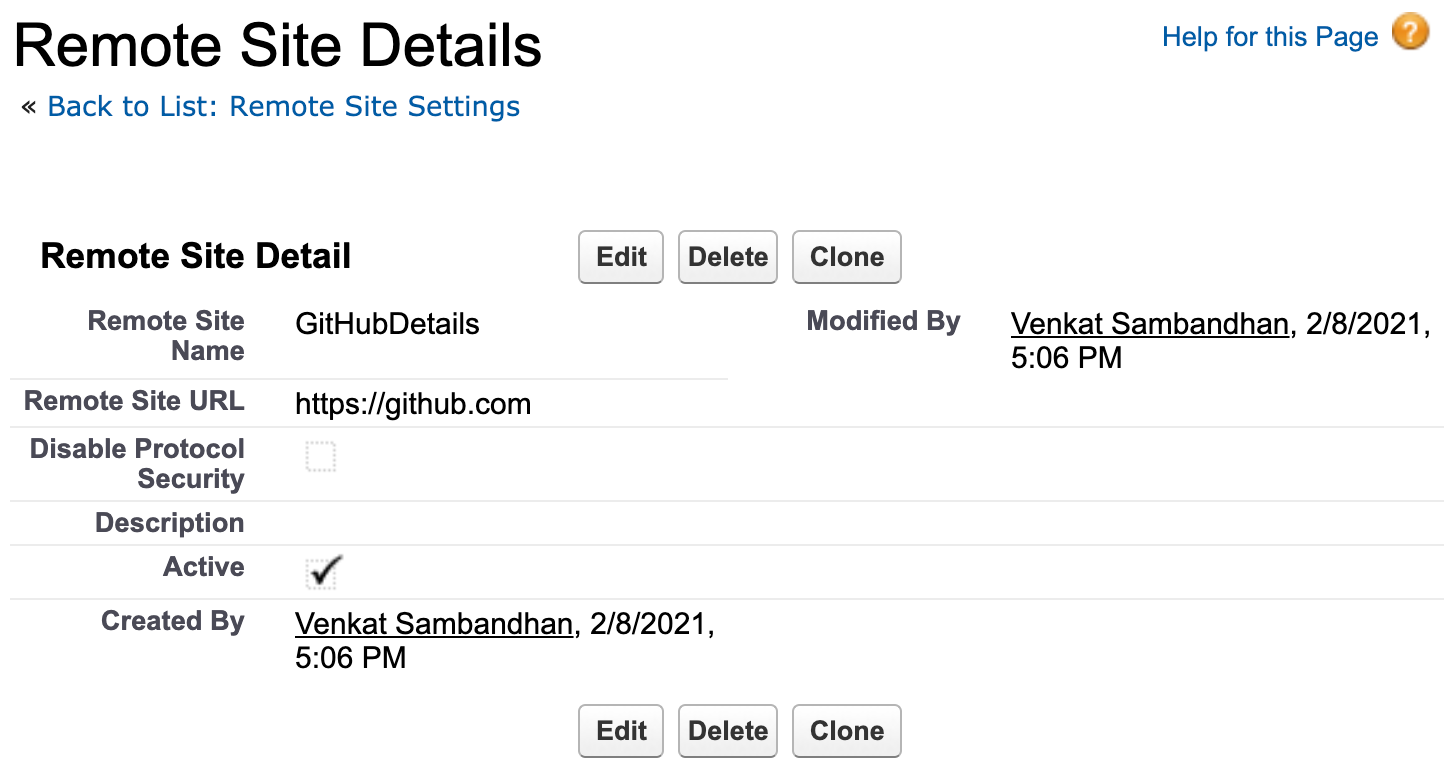 Remote Site Details
Help for this Page ?
« Back to List: Remote Site Settings
Remote Site Detail
Edit Delete Clone
Remote Site
Name
GitHubDetails
Modified By
Venkat Sambandhan, 2/8/2021,
5:06 PM
Remote Site URL
https://github.com
Disable Protocol
Security
Description
Active
Created By
Venkat Sambandhan, 2/8/2021,
5:06 PM
Edit Delete Clone